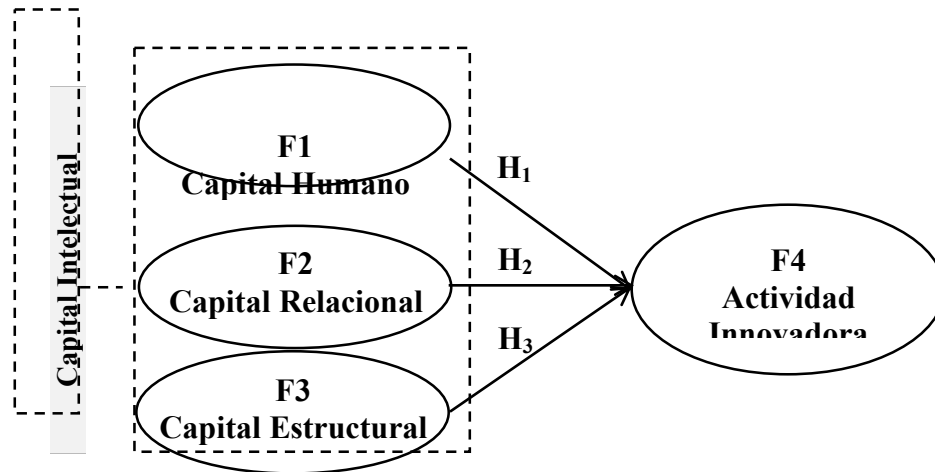 Capital Intelectual
F1
Capital Humano
H₁
F2
Capital Relacional
H₂
F3
Capital Estructural
H₃
F4
Actividad
Innovadora